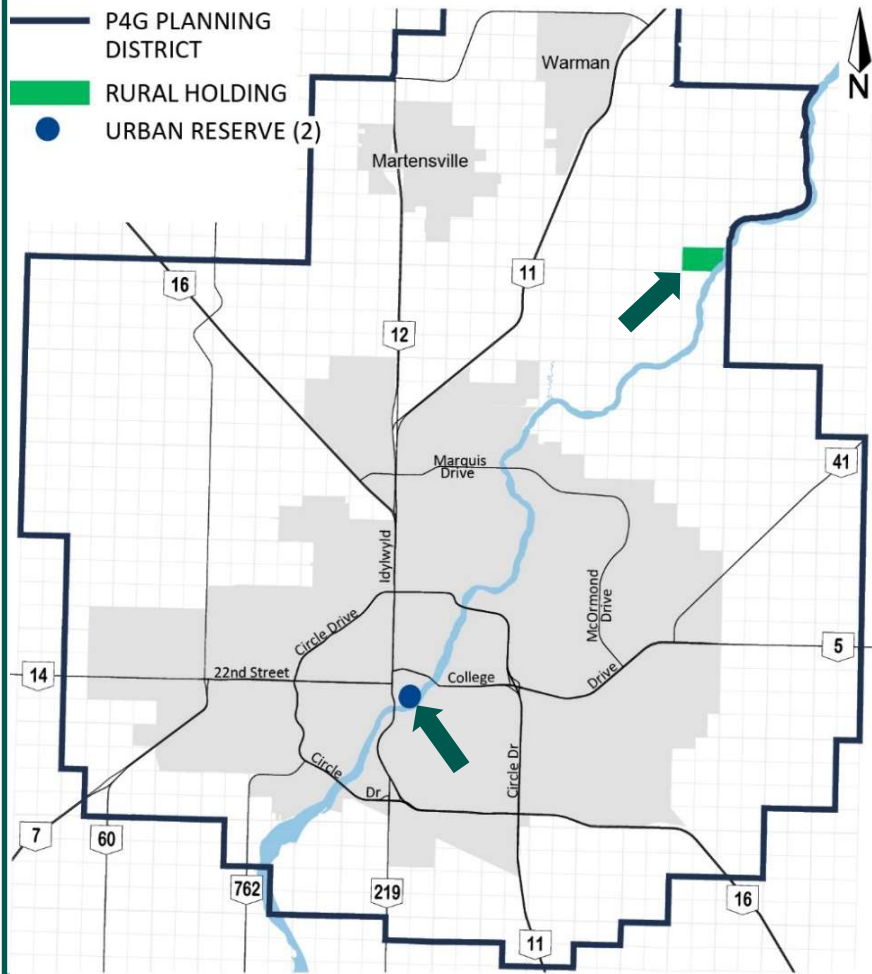 P4G PLANNING
DISTRICT
RURAL HOLDING
URBAN RESERVE (2)
N
Warman
Martensville
16
11
12
41
Marquis
Drive
Idylwyld
McOrmond
Drive
Circle Drive
5
14
22nd Street
College
Drive
Circle
Dr
Circle Dr
7
60
762
219
16
11